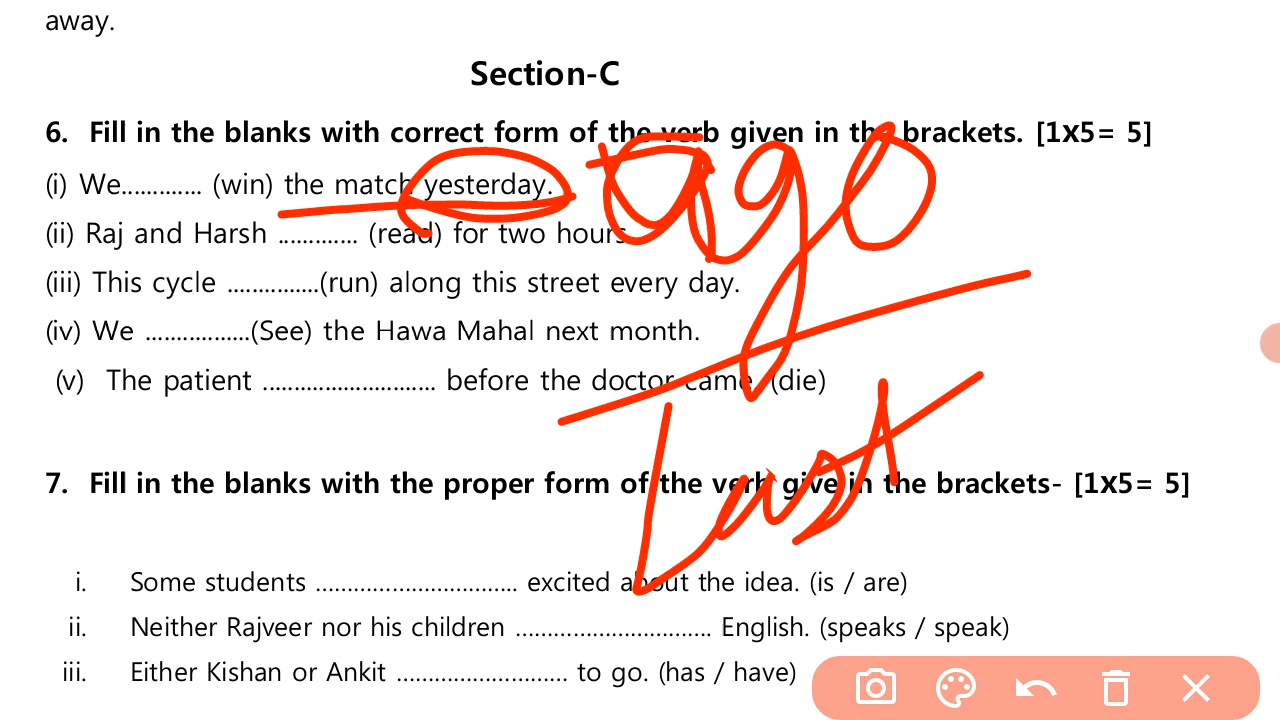 away.
Section-C
6. Fill in the blanks with correct form of the verb given in the brackets. [1x5= 5]
(i) We............. (win) the match yesterday.
ago
(ii) Raj and Harsh ............. (read) for two hours.
(iii) This cycle ...............(run) along this street every day.
(iv) We .................(See) the Hawa Mahal next month.
(v) The patient ............................ before the doctor came. (die)
Last
7. Fill in the blanks with the proper form of the verb give in the brackets- [1x5= 5]
i. Some students ................................ excited about the idea. (is / are)
ii. Neither Rajveer nor his children ............................... English. (speaks / speak)
iii. Either Kishan or Ankit ........................... to go. (has / have)